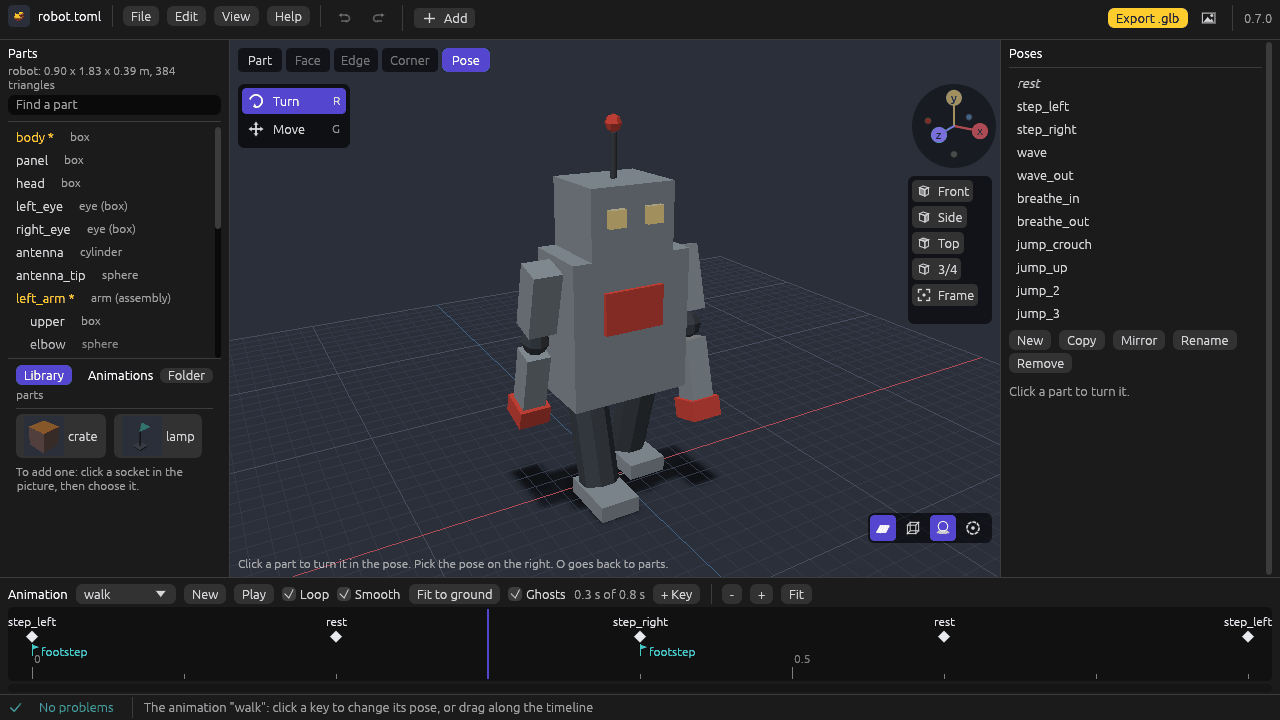 robot.toml File Edit View Help + Add Export .glb 0.7.0
Parts
robot: 0.90 x 1.83 x 0.39 m, 384
triangles
Find a part
body * box
panel box
head box
left_eye eye (box)
right_eye eye (box)
antenna cylinder
antenna_tip sphere
left_arm * arm (assembly)
upper box
elbow sphere
Library Animations Folder
parts
crate lamp
To add one: click a socket in the
picture, then choose it.
Part Face Edge Corner Pose
Turn R
Move G
y
x
z
Front
Side
Top
3/4
Frame
Click a part to turn it in the pose. Pick the pose on the right. O goes back to parts.
Poses
rest
step_left
step_right
wave
wave_out
breathe_in
breathe_out
jump_crouch
jump_up
jump_2
jump_3
New Copy Mirror Rename
Remove
Click a part to turn it.
Animation walk New Play Loop Smooth Fit to ground Ghosts 0.3 s of 0.8 s + Key - + Fit
step_left rest step_right rest step_left
footstep footstep
0 0.5
No problems The animation "walk": click a key to change its pose, or drag along the timeline